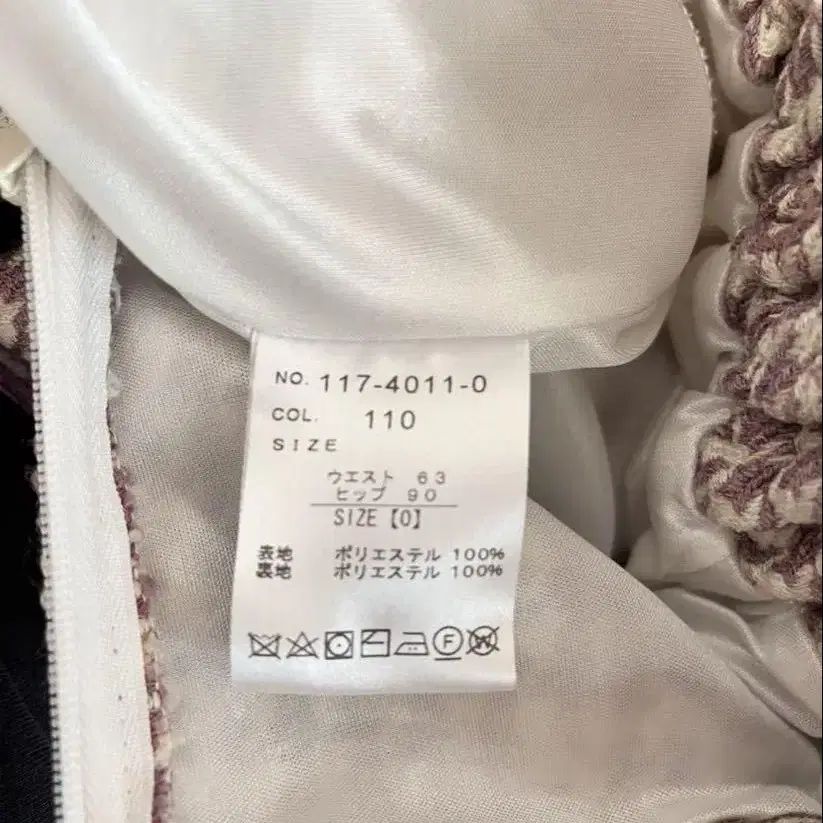 NO. 117-4011-0
COL. 110
SIZE
ウエスト 63
ヒップ 90
SIZE【0】
表地 ポリエステル 100%
裏地 ポリエステル 100%
F W